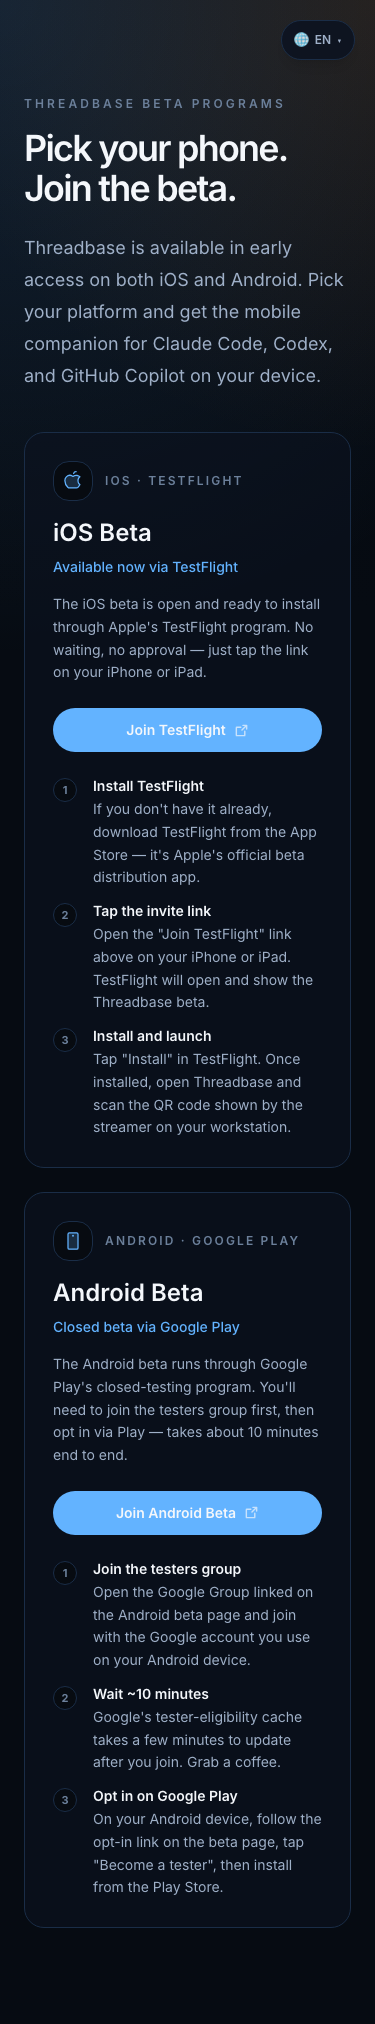 EN
THREADBASE BETA PROGRAMS
Pick your phone.
Join the beta.
Threadbase is available in early
access on both iOS and Android. Pick
your platform and get the mobile
companion for Claude Code, Codex,
and GitHub Copilot on your device.
IOS · TESTFLIGHT
iOS Beta
Available now via TestFlight
The iOS beta is open and ready to install
through Apple's TestFlight program. No
waiting, no approval — just tap the link
on your iPhone or iPad.
Join TestFlight
1 Install TestFlight
If you don't have it already,
download TestFlight from the App
Store — it's Apple's official beta
distribution app.
2 Tap the invite link
Open the "Join TestFlight" link
above on your iPhone or iPad.
TestFlight will open and show the
Threadbase beta.
3 Install and launch
Tap "Install" in TestFlight. Once
installed, open Threadbase and
scan the QR code shown by the
streamer on your workstation.
ANDROID · GOOGLE PLAY
Android Beta
Closed beta via Google Play
The Android beta runs through Google
Play's closed-testing program. You'll
need to join the testers group first, then
opt in via Play — takes about 10 minutes
end to end.
Join Android Beta
1 Join the testers group
Open the Google Group linked on
the Android beta page and join
with the Google account you use
on your Android device.
2 Wait ~10 minutes
Google's tester-eligibility cache
takes a few minutes to update
after you join. Grab a coffee.
3 Opt in on Google Play
On your Android device, follow the
opt-in link on the beta page, tap
"Become a tester", then install
from the Play Store.